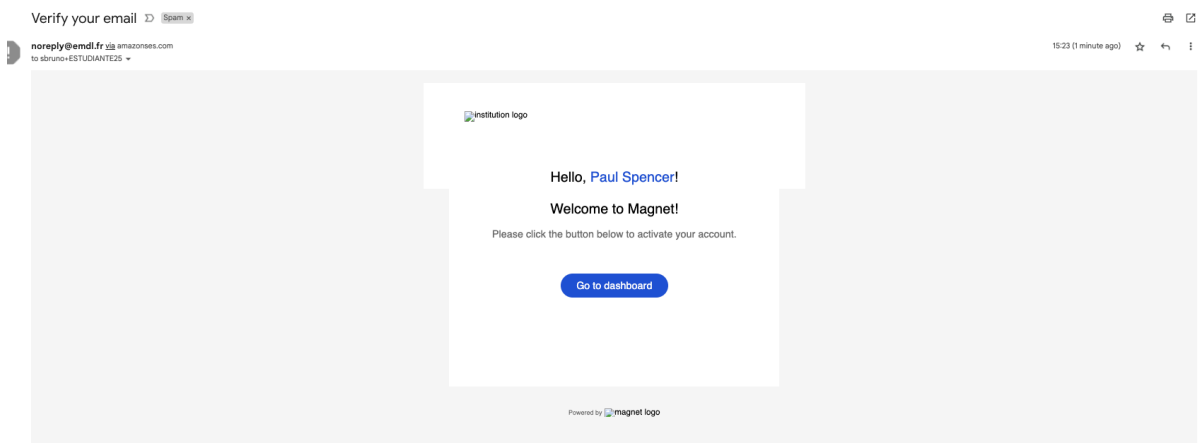 Verify your email Spam x
noreply@emdl.fr via amazonses.com 15:23 (1 minute ago)
to sbruno+ESTUDIANTE25
institution logo
Hello, Paul Spencer!
Welcome to Magnet!
Please click the button below to activate your account.
Go to dashboard
Powered by magnet logo